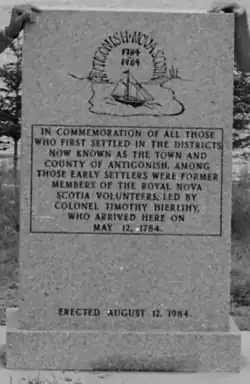 ANTIGONISH · NOVA SCOTIA
1784
1984
IN COMMEMORATION OF ALL THOSE
WHO FIRST SETTLED IN THE DISTRICTS
NOW KNOWN AS THE TOWN AND
COUNTY OF ANTIGONISH. AMONG
THOSE EARLY SETTLERS WERE FORMER
MEMBERS OF THE ROYAL NOVA
SCOTIA VOLUNTEERS, LED BY
COLONEL TIMOTHY HIERLIHY,
WHO ARRIVED HERE ON
MAY 12, 1784.
ERECTED AUGUST 12, 1984.